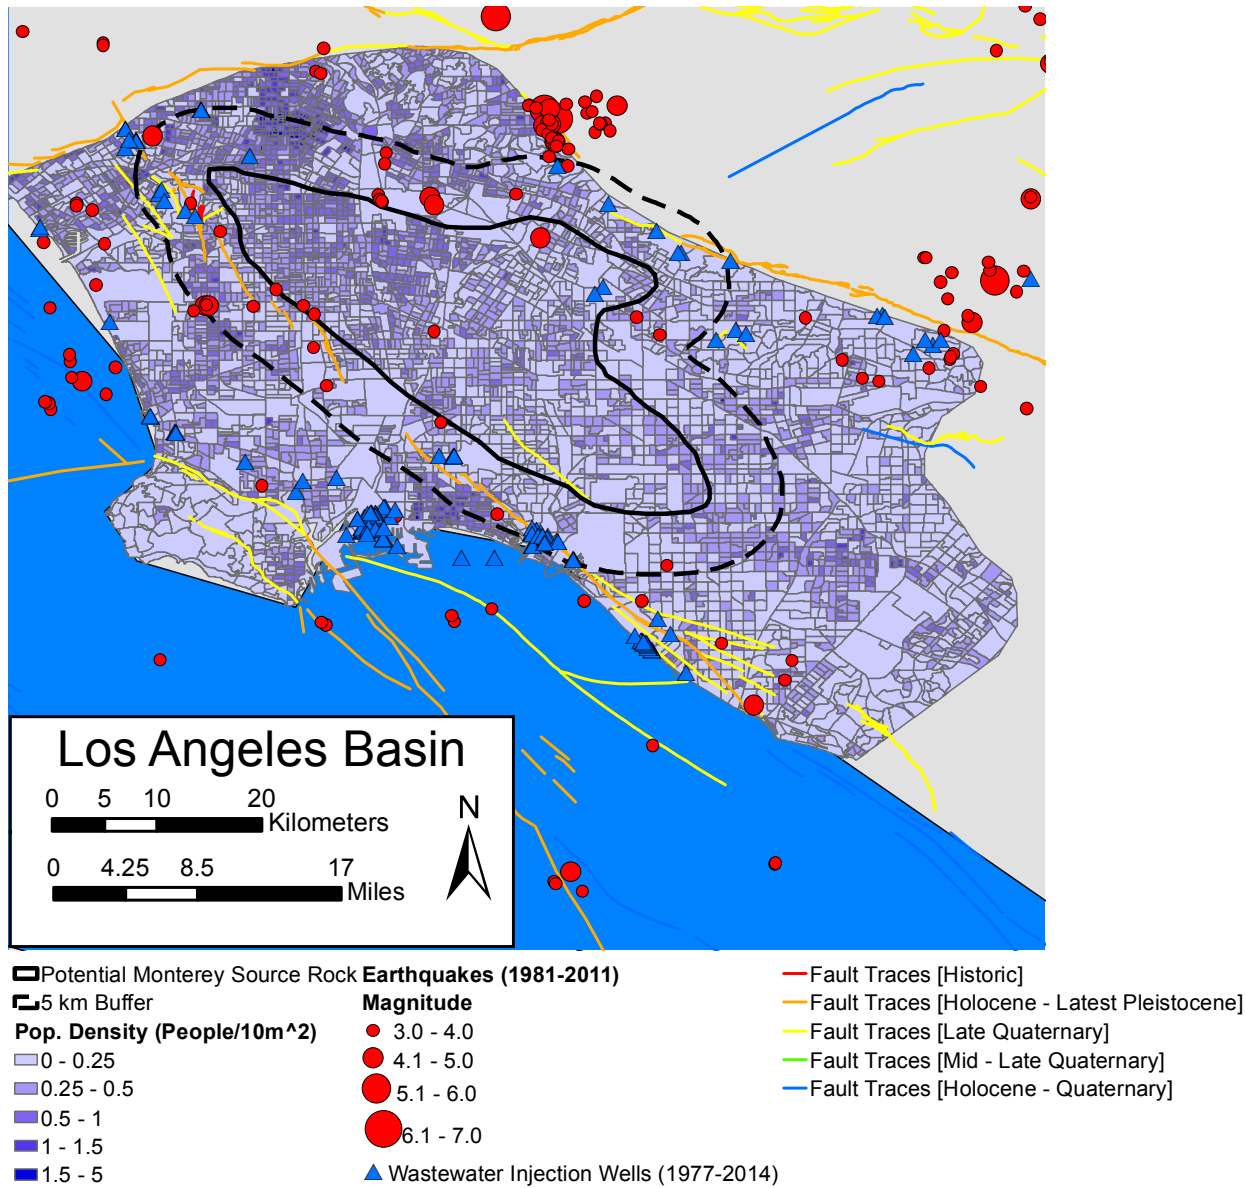 Los Angeles Basin
0 5 10 20
Kilometers
N
0 4.25 8.5 17
Miles
Potential Monterey Source Rock
5 km Buffer
Pop. Density (People/10m^2)
0 - 0.25
0.25 - 0.5
0.5 - 1
1 - 1.5
1.5 - 5
Earthquakes (1981-2011)
Magnitude
3.0 - 4.0
4.1 - 5.0
5.1 - 6.0
6.1 - 7.0
Wastewater Injection Wells (1977-2014)
Fault Traces [Historic]
Fault Traces [Holocene - Latest Pleistocene]
Fault Traces [Late Quaternary]
Fault Traces [Mid - Late Quaternary]
Fault Traces [Holocene - Quaternary]